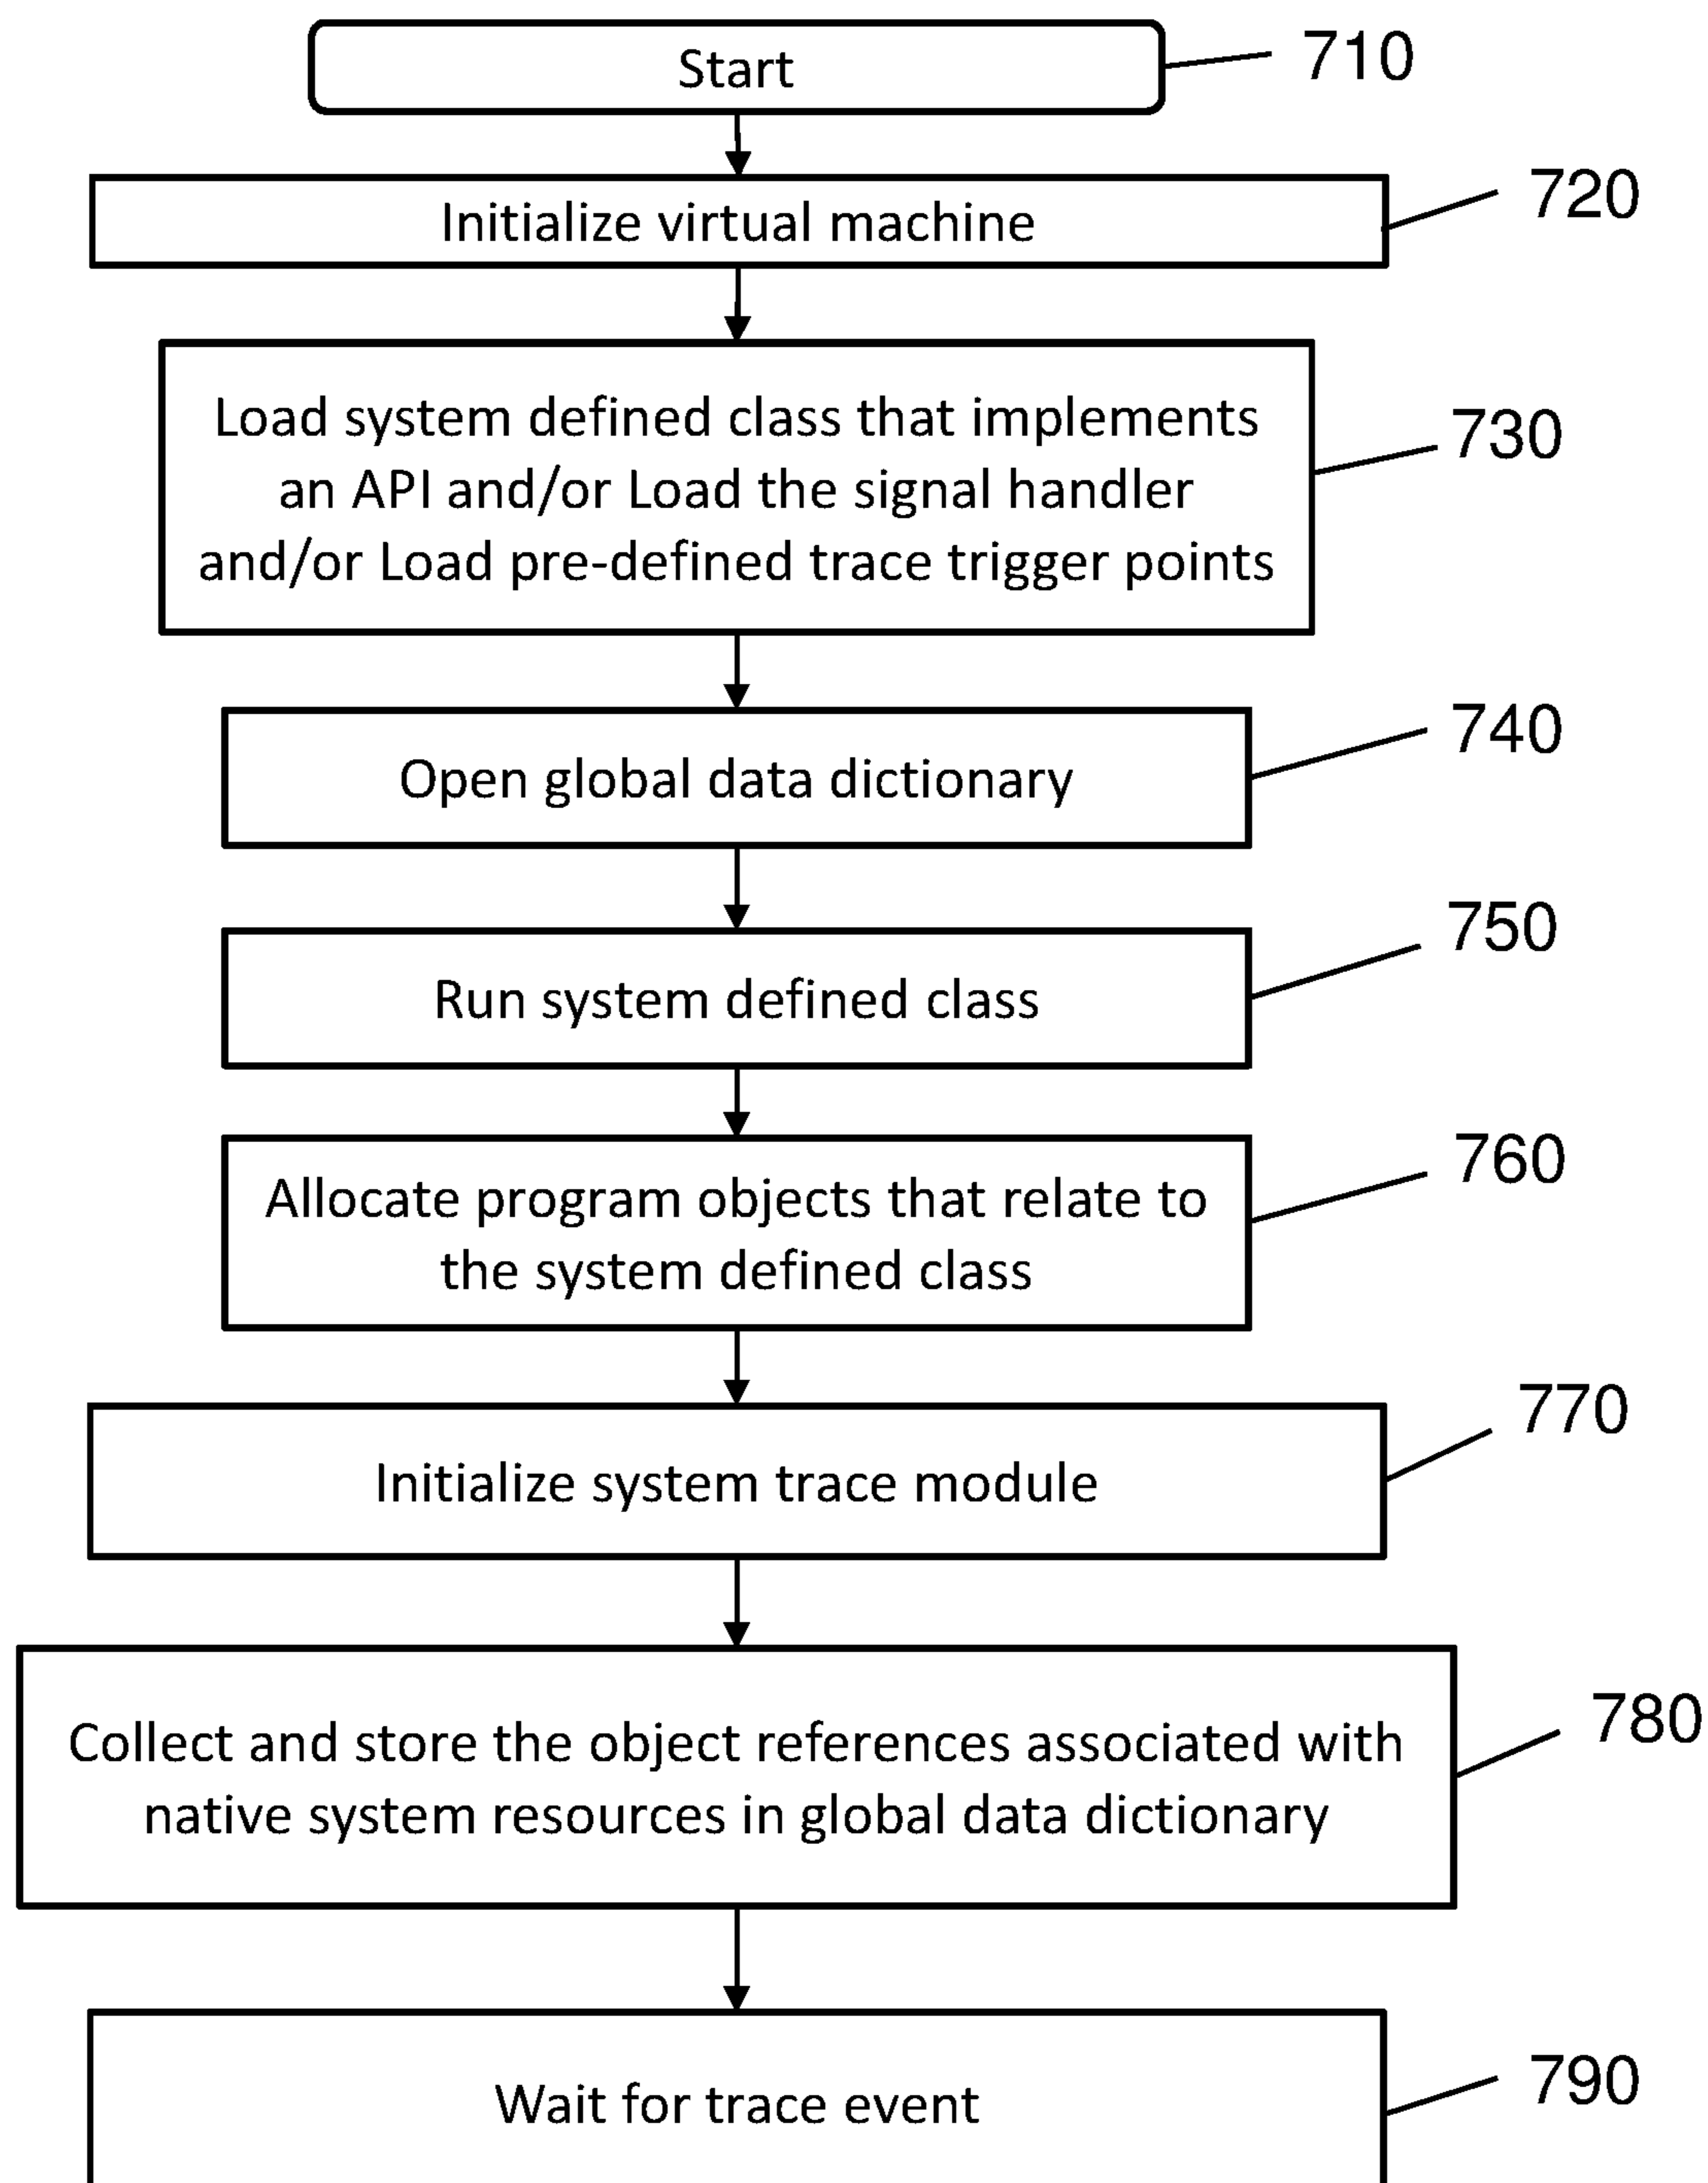 Start
710
Initialize virtual machine
720
Load system defined class that implements
an API and/or Load the signal handler
and/or Load pre-defined trace trigger points
730
Open global data dictionary
740
Run system defined class
750
Allocate program objects that relate to
the system defined class
760
Initialize system trace module
770
Collect and store the object references associated with
native system resources in global data dictionary
780
Wait for trace event
790